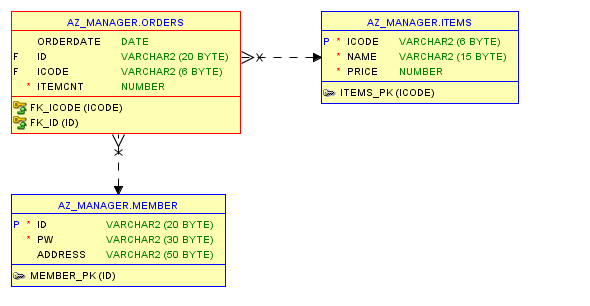 AZ_MANAGER.ORDERS
ORDERDATE DATE
F ID VARCHAR2 (20 BYTE)
F ICODE VARCHAR2 (6 BYTE)
* ITEMCNT NUMBER
FK_ICODE (ICODE)
FK_ID (ID)
AZ_MANAGER.ITEMS
P * ICODE VARCHAR2 (6 BYTE)
* NAME VARCHAR2 (15 BYTE)
* PRICE NUMBER
ITEMS_PK (ICODE)
AZ_MANAGER.MEMBER
P * ID VARCHAR2 (20 BYTE)
* PW VARCHAR2 (30 BYTE)
ADDRESS VARCHAR2 (50 BYTE)
MEMBER_PK (ID)